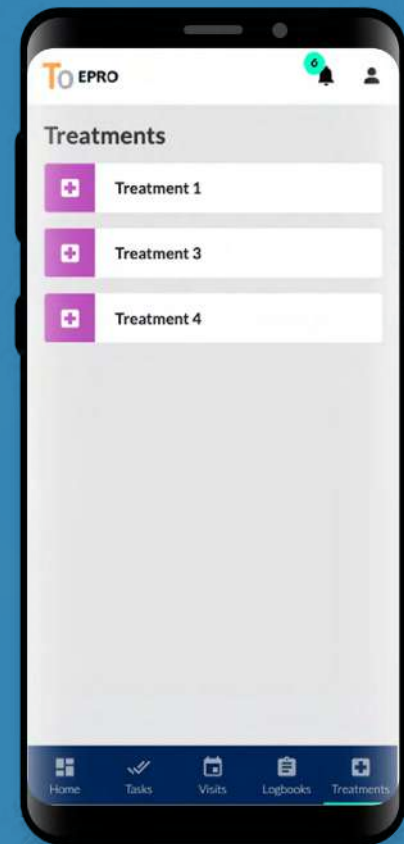 TO EPRO
6
Treatments
Treatment 1
Treatment 3
Treatment 4
Home Tasks Visits Logbooks Treatments